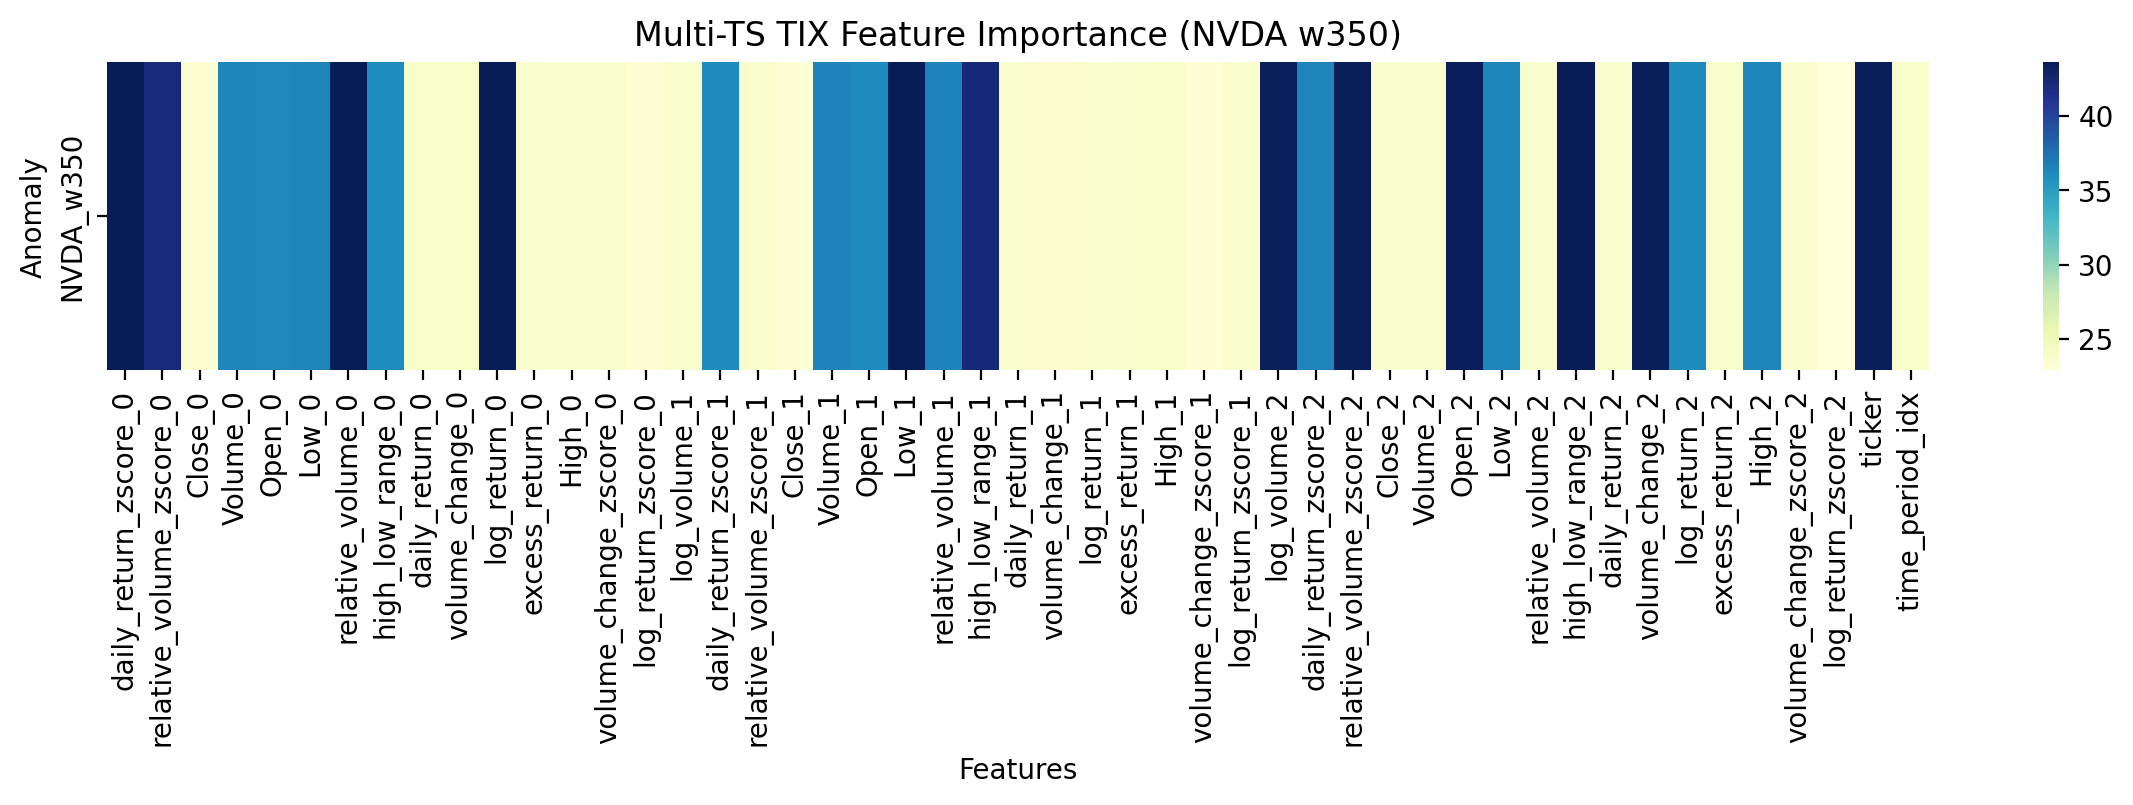 Multi-TS TIX Feature Importance (NVDA w350)
Anomaly
NVDA_w350
40
35
30
25
daily_return_zscore_0
relative_volume_zscore_0
Close_0
Volume_0
Open_0
Low_0
relative_volume_0
high_low_range_0
daily_return_0
volume_change_0
log_return_0
excess_return_0
High_0
volume_change_zscore_0
log_return_zscore_0
log_volume_1
daily_return_zscore_1
relative_volume_zscore_1
Close_1
Volume_1
Open_1
Low_1
relative_volume_1
high_low_range_1
daily_return_1
volume_change_1
log_return_1
excess_return_1
High_1
volume_change_zscore_1
log_return_zscore_1
log_volume_2
daily_return_zscore_2
relative_volume_zscore_2
Close_2
Volume_2
Open_2
Low_2
relative_volume_2
high_low_range_2
daily_return_2
volume_change_2
log_return_2
excess_return_2
High_2
volume_change_zscore_2
log_return_zscore_2
ticker
time_period_idx
Features